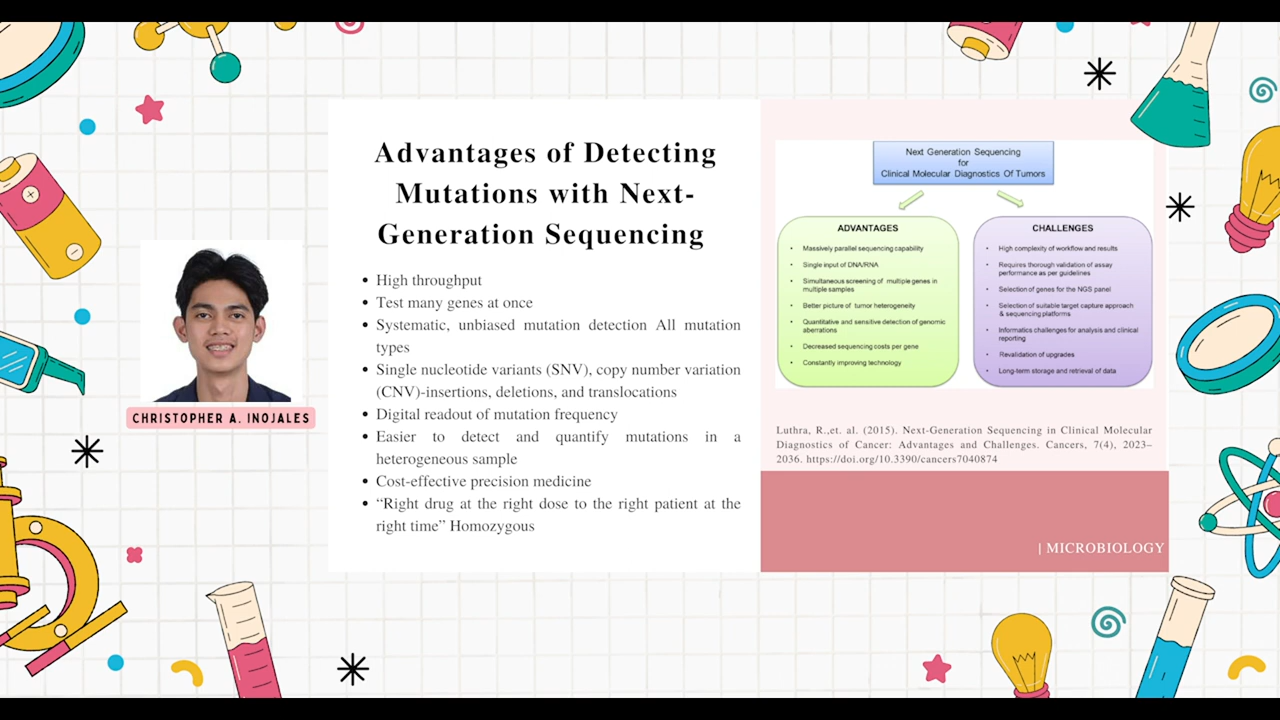 CHRISTOPHER A. INOJALES
Advantages of Detecting
Mutations with Next-
Generation Sequencing
• High throughput
• Test many genes at once
• Systematic, unbiased mutation detection All mutation
types
• Single nucleotide variants (SNV), copy number variation
(CNV)-insertions, deletions, and translocations
• Digital readout of mutation frequency
• Easier to detect and quantify mutations in a
heterogeneous sample
• Cost-effective precision medicine
• “Right drug at the right dose to the right patient at the
right time” Homozygous
Next Generation Sequencing
for
Clinical Molecular Diagnostics Of Tumors
ADVANTAGES
• Massively parallel sequencing capability
• Single input of DNA/RNA
• Simultaneous screening of multiple genes in
multiple samples
• Better picture of tumor heterogeneity
• Quantitative and sensitive detection of genomic
aberrations
• Decreased sequencing costs per gene
• Constantly improving technology
CHALLENGES
• High complexity of workflow and results
• Requires thorough validation of assay
performance as per guidelines
• Selection of genes for the NGS panel
• Selection of suitable target capture approach
& sequencing platforms
• Informatics challenges for analysis and clinical
reporting
• Revalidation of upgrades
• Long-term storage and retrieval of data
Luthra, R.,et. al. (2015). Next-Generation Sequencing in Clinical Molecular
Diagnostics of Cancer: Advantages and Challenges. Cancers, 7(4), 2023–
2036. https://doi.org/10.3390/cancers7040874
| MICROBIOLOGY